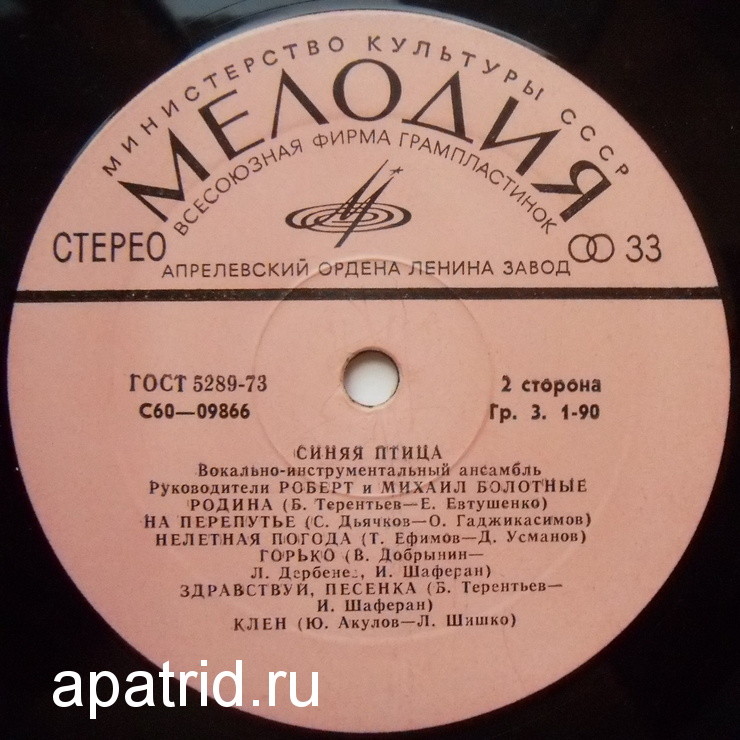 МИНИСТЕРСТВО КУЛЬТУРЫ СССР
МЕЛОДИЯ
ВСЕСОЮЗНАЯ ФИРМА ГРАМПЛАСТИНОК
СТЕРЕО
33
АПРЕЛЕВСКИЙ ОРДЕНА ЛЕНИНА ЗАВОД
ГОСТ 5289-73
2 сторона
С60—09866
Гр. 3. 1-90
СИНЯЯ ПТИЦА
Вокально-инструментальный ансамбль
Руководители РОБЕРТ и МИХАИЛ БОЛОТНЫЕ
РОДИНА (Б. Терентьев—Е. Евтушенко)
НА ПЕРЕПУТЬЕ (С. Дьячков—О. Гаджикасимов)
НЕЛЕТНАЯ ПОГОДА (Т. Ефимов—Д. Усманов)
ГОРЬКО (В. Добрынин—
Л. Дербенев, И. Шаферан)
ЗДРАВСТВУЙ, ПЕСЕНКА (Б. Терентьев—
И. Шаферан)
КЛЕН (Ю. Акулов—Л. Шишко)
apatrid.ru